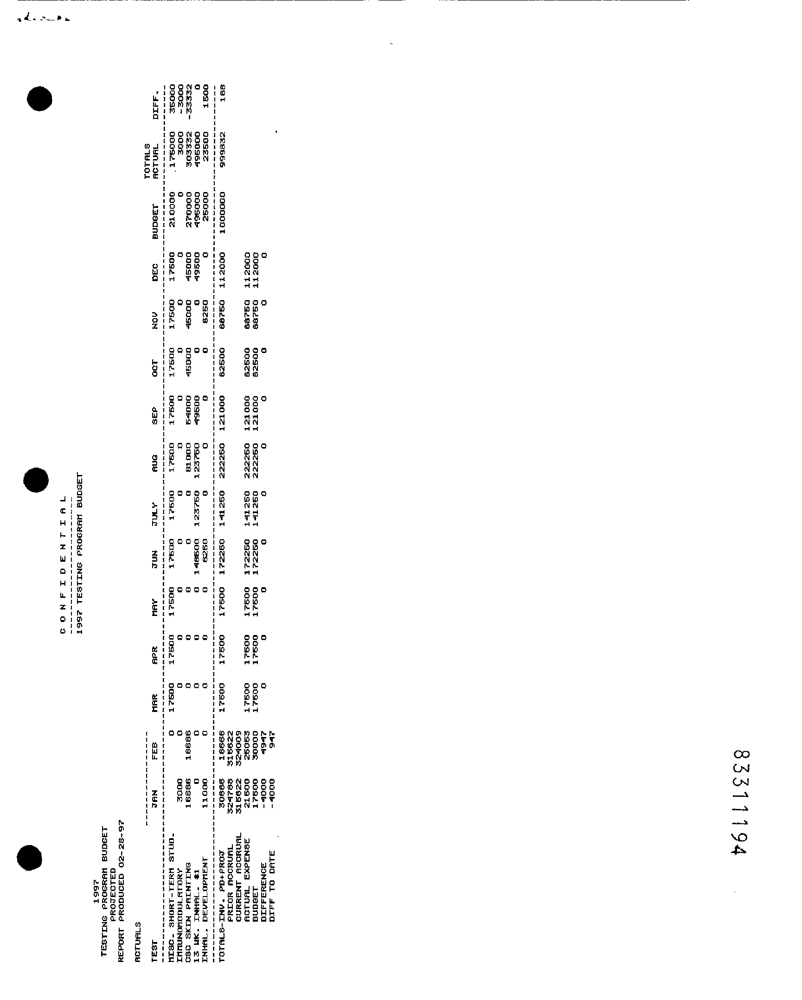 C O N F I D E N T I A L
1997 TESTING PROGRAM BUDGET
1997
TESTING PROGRAM BUDGET
PROJECTED
REPORT PRODUCED 02-28-97
ACTUALS
TOTALS
TEST JAN FEB MAR APR MAY JUN JULY AUG SEP OCT NOV DEC BUDGET ACTUAL DIFF.
MISC. SHORT-TERM STUD. 0 17500 17500 17500 17500 17500 17500 17500 17500 17500 17500 210000 175000 35000
IMMUNOMODULATORY 3000 0 0 0 0 0 0 0 0 0 0 0 0 3000 -3000
OSC SKIN PAINTING 16666 16666 0 0 0 0 0 81000 54000 45000 45000 45000 270000 303332 -33332
13 WK. INHAL. #1 0 0 0 0 0 148500 123750 123750 49500 0 0 49500 495000 495000 0
INHAL. DEVELOPMENT 11000 0 0 0 0 6250 0 0 0 0 6250 0 25000 23500 1500
TOTALS-INV. PD+PROJ 30666 16666 17500 17500 17500 172250 141250 222250 121000 62500 68750 112000 1000000 999832 168
PRIOR ACCRUAL 324788 315622
CURRENT ACCRUAL 315622 324009
ACTUAL EXPENSE 21500 25053 17500 17500 17500 172250 141250 222250 121000 62500 68750 112000
BUDGET 17500 30000 17500 17500 17500 172250 141250 222250 121000 62500 68750 112000
DIFFERENCE -4000 4947 0 0 0 0 0 0 0 0 0 0
DIFF TO DATE -4000 947
83311194